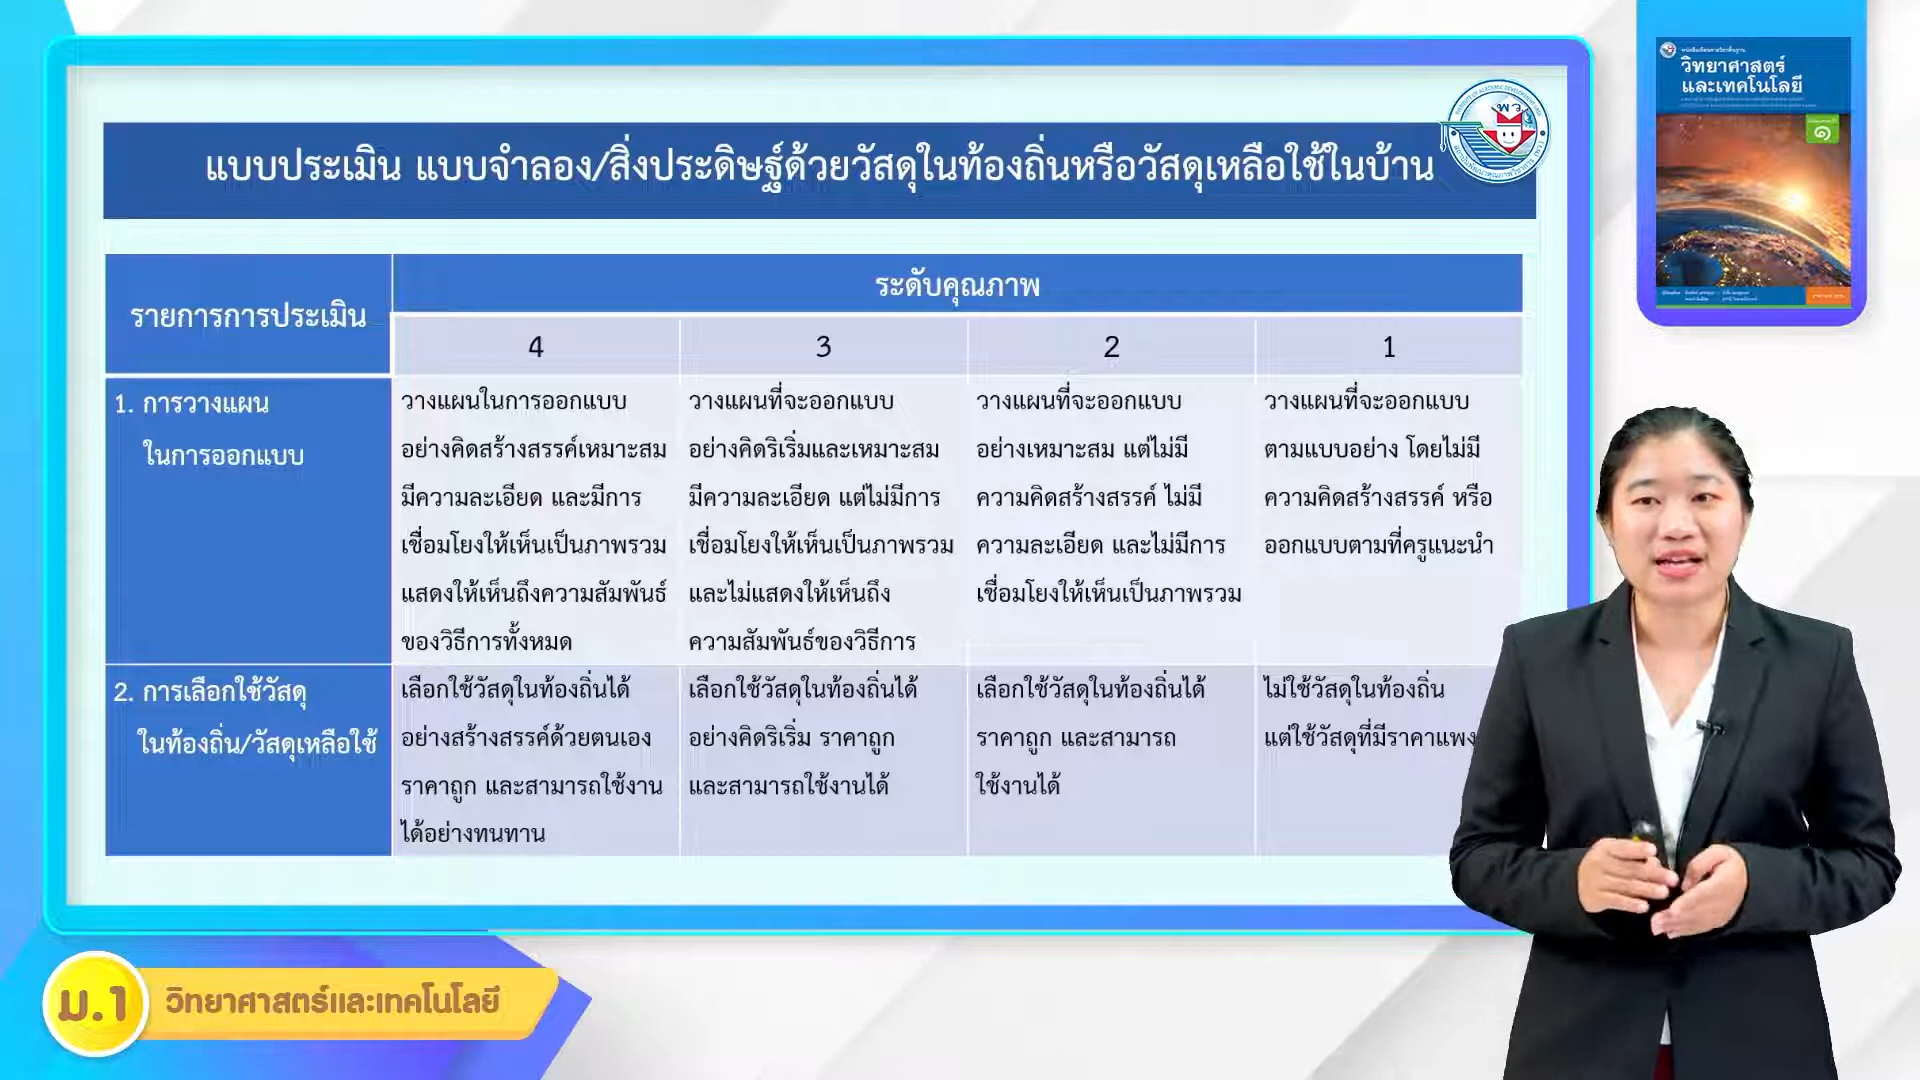 แบบประเมิน แบบจำลอง/สิ่งประดิษฐ์ด้วยวัสดุในท้องถิ่นหรือวัสดุเหลือใช้ในบ้าน
พว.
วิทยาศาสตร์
และเทคโนโลยี
๑
รายการการประเมิน
ระดับคุณภาพ
4
3
2
1
1. การวางแผน
ในการออกแบบ
วางแผนในการออกแบบ
อย่างคิดสร้างสรรค์เหมาะสม
มีความละเอียด และมีการ
เชื่อมโยงให้เห็นเป็นภาพรวม
แสดงให้เห็นถึงความสัมพันธ์
ของวิธีการทั้งหมด
วางแผนที่จะออกแบบ
อย่างคิดริเริ่มและเหมาะสม
มีความละเอียด แต่ไม่มีการ
เชื่อมโยงให้เห็นเป็นภาพรวม
และไม่แสดงให้เห็นถึง
ความสัมพันธ์ของวิธีการ
วางแผนที่จะออกแบบ
อย่างเหมาะสม แต่ไม่มี
ความคิดสร้างสรรค์ ไม่มี
ความละเอียด และไม่มีการ
เชื่อมโยงให้เห็นเป็นภาพรวม
วางแผนที่จะออกแบบ
ตามแบบอย่าง โดยไม่มี
ความคิดสร้างสรรค์ หรือ
ออกแบบตามที่ครูแนะนำ
2. การเลือกใช้วัสดุ
ในท้องถิ่น/วัสดุเหลือใช้
เลือกใช้วัสดุในท้องถิ่นได้
อย่างสร้างสรรค์ด้วยตนเอง
ราคาถูก และสามารถใช้งาน
ได้อย่างทนทาน
เลือกใช้วัสดุในท้องถิ่นได้
อย่างคิดริเริ่ม ราคาถูก
และสามารถใช้งานได้
เลือกใช้วัสดุในท้องถิ่นได้
ราคาถูก และสามารถ
ใช้งานได้
ไม่ใช้วัสดุในท้องถิ่น
แต่ใช้วัสดุที่มีราคาแพง
ม.1
วิทยาศาสตร์และเทคโนโลยี